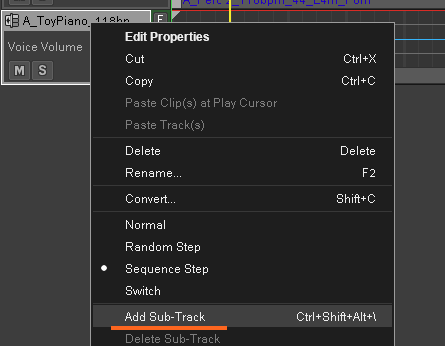 A_ToyPiano_118bp
F
Voice Volume
M S
Edit Properties
Cut Ctrl+X
Copy Ctrl+C
Paste Clip(s) at Play Cursor
Paste Track(s)
Delete Delete
Rename... F2
Convert... Shift+C
Normal
Random Step
Sequence Step
Switch
Add Sub-Track Ctrl+Shift+Alt+\
Delete Sub-Track